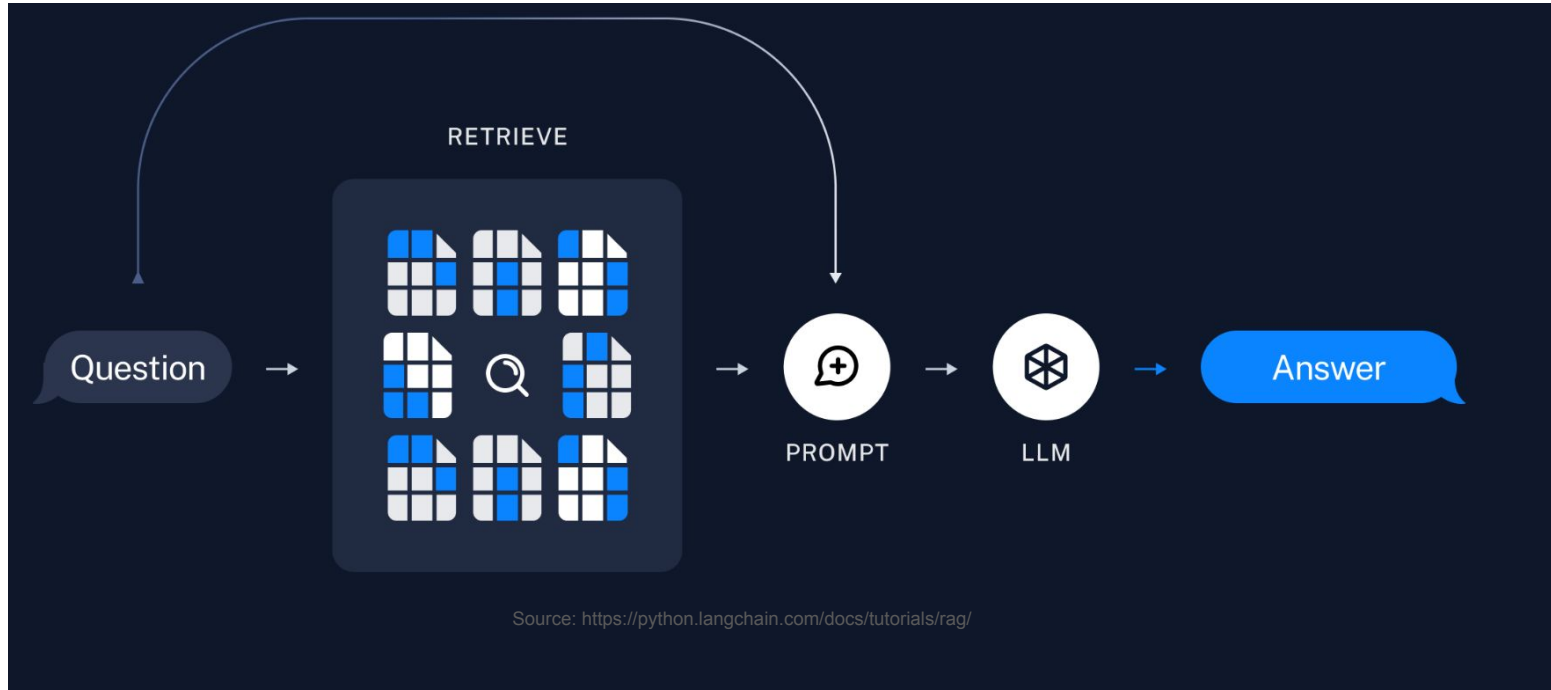 RETRIEVE
Question
PROMPT
LLM
Answer
Source: https://python.langchain.com/docs/tutorials/rag/